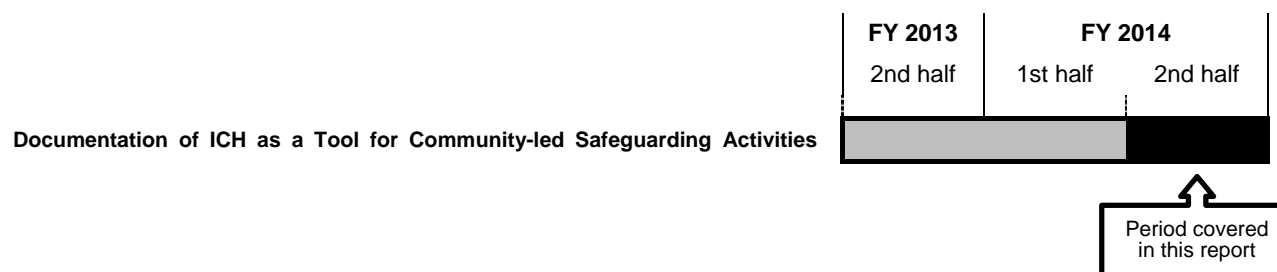 FY 2013 FY 2014
2nd half 1st half 2nd half
Documentation of ICH as a Tool for Community-led Safeguarding Activities
Period covered
in this report